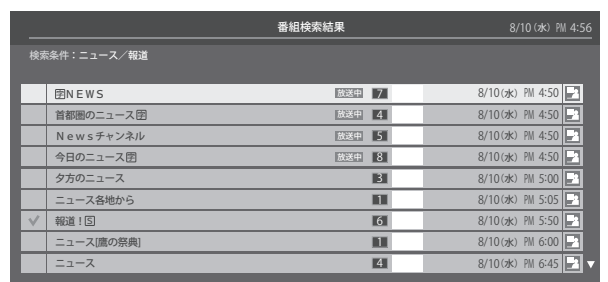 番組検索結果 8/10(水) PM 4:56
検索条件：ニュース／報道
字NEWS 放送中 7 8/10(水) PM 4:50
首都圏のニュース字 放送中 4 8/10(水) PM 4:50
Newsチャンネル 放送中 5 8/10(水) PM 4:50
今日のニュース字 放送中 8 8/10(水) PM 4:50
夕方のニュース 3 8/10(水) PM 5:00
ニュース各地から 1 8/10(水) PM 5:05
報道！S 6 8/10(水) PM 5:50
ニュース[鷹の祭典] 1 8/10(水) PM 6:00
ニュース 4 8/10(水) PM 6:45